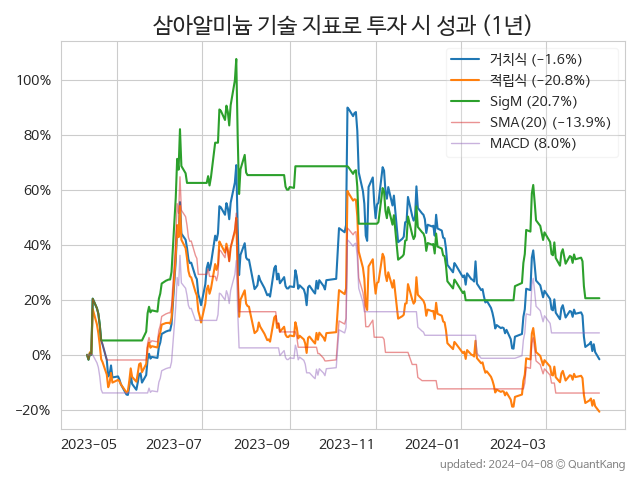 삼아알미늄 기술 지표로 투자 시 성과 (1년)
거치식 (−1.6%)
적립식 (−20.8%)
SigM (20.7%)
SMA(20) (−13.9%)
MACD (8.0%)
100%
80%
60%
40%
20%
0%
−20%
2023-05 2023-07 2023-09 2023-11 2024-01 2024-03
updated: 2024-04-08 © QuantKang